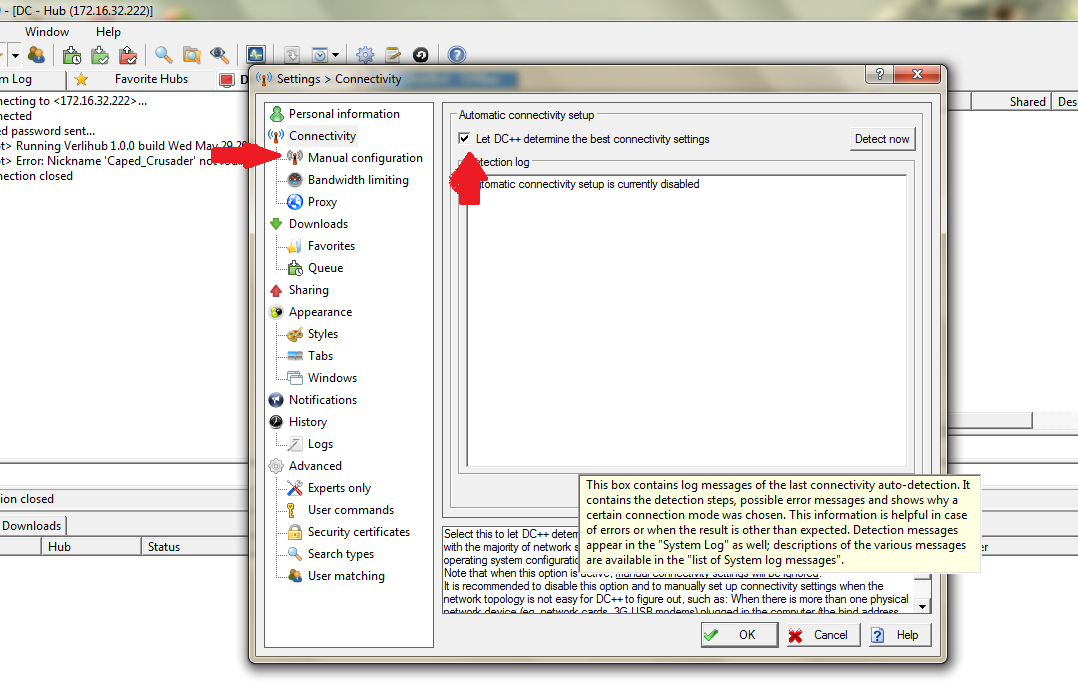 - [DC - Hub (172.16.32.222)]
Window Help
m Log Favorite Hubs D
necting to <172.16.32.222>...
nected
ed password sent...
t> Running Verlihub 1.0.0 build Wed May 29 20
t> Error: Nickname 'Caped_Crusader' not
nection closed
Settings > Connectivity
Personal information
Connectivity
Manual configuration
Bandwidth limiting
Proxy
Downloads
Favorites
Queue
Sharing
Appearance
Styles
Tabs
Windows
Notifications
History
Logs
Advanced
Experts only
User commands
Security certificates
Search types
User matching
Automatic connectivity setup
Let DC++ determine the best connectivity settings
Detect now
tection log
utomatic connectivity setup is currently disabled
This box contains log messages of the last connectivity auto-detection. It
contains the detection steps, possible error messages and shows why a
certain connection mode was chosen. This information is helpful in case
of errors or when the result is other than expected. Detection messages
appear in the "System Log" as well; descriptions of the various messages
are available in the "list of System log messages".
Select this to let DC++ determ
with the majority of network s
operating system configuratio
Note that when this option is active, manual connectivity settings will be ignored.
It is recommended to disable this option and to manually set up connectivity settings when the
network topology is not easy for DC++ to figure out, such as: When there is more than one physical
network device (eg. network cards, 3G USB modems) plugged in the computer (the bind address
OK Cancel Help
Shared Des
ion closed
Downloads
Hub Status
er